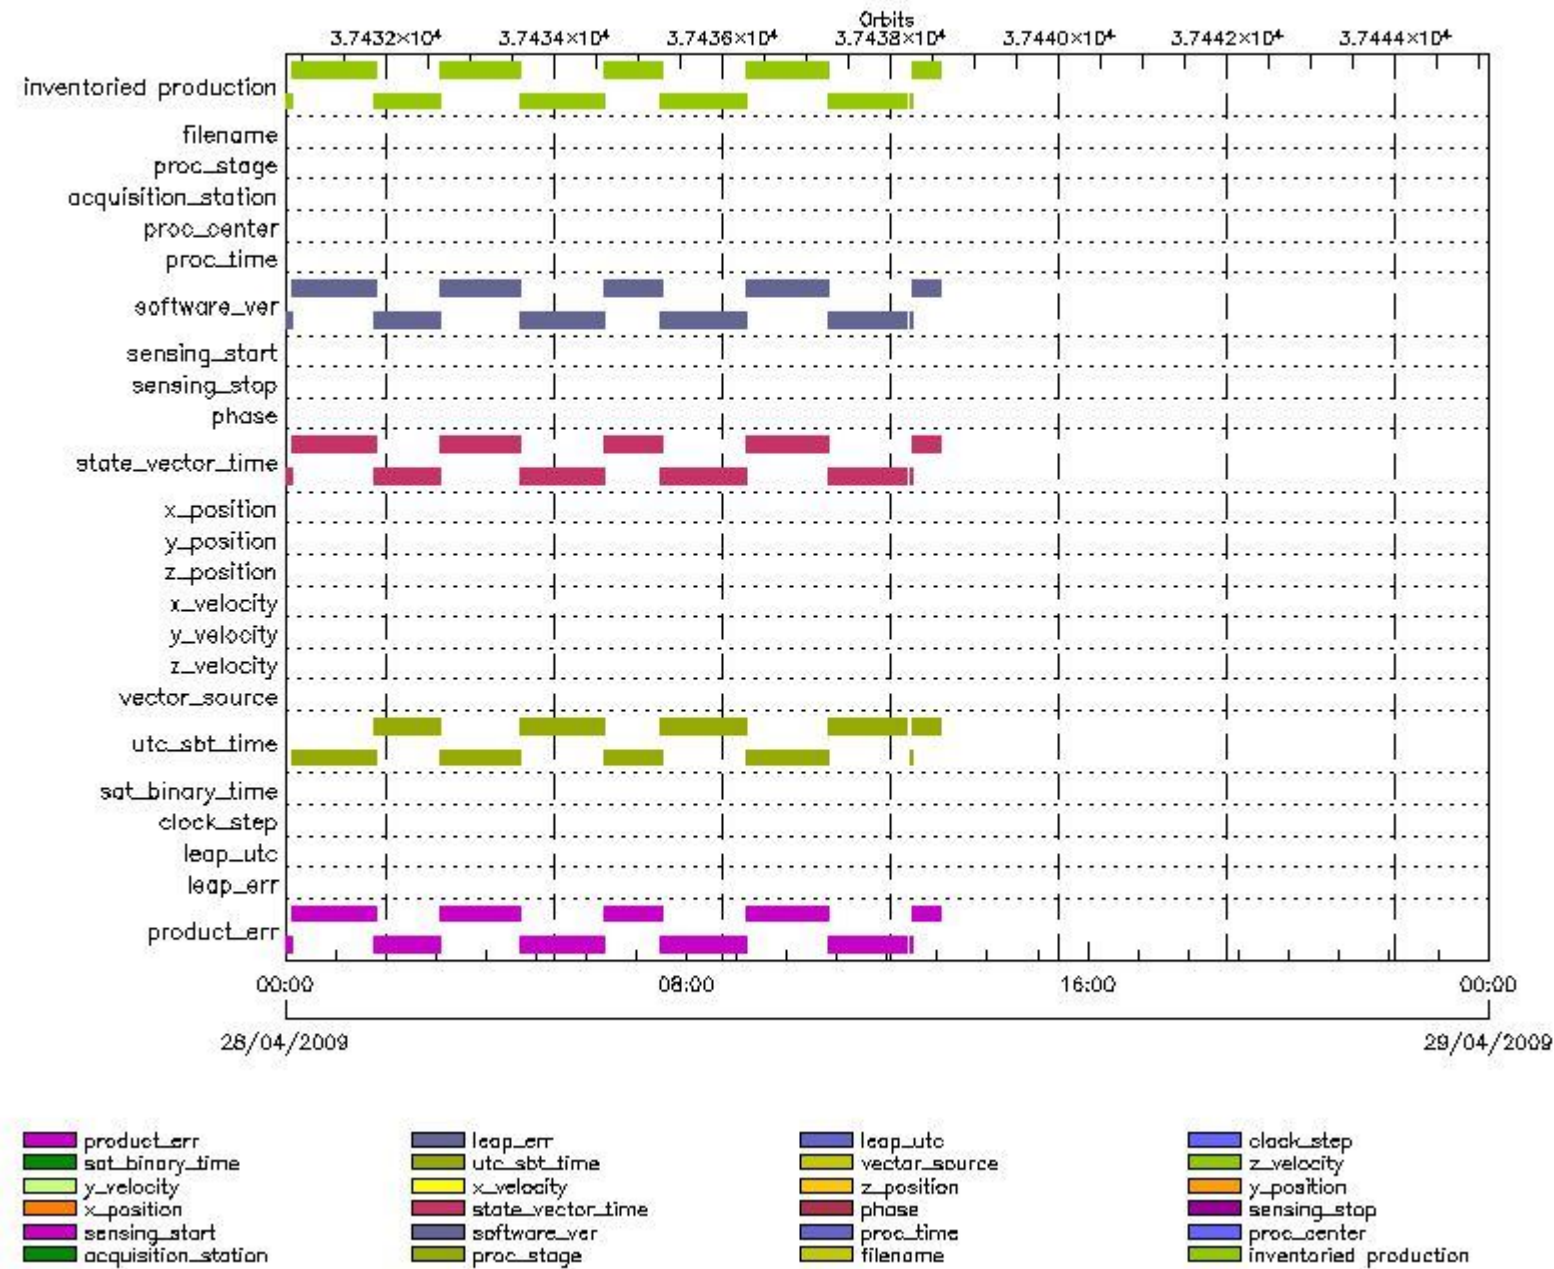 Orbits
3.7432×10⁴ 3.7434×10⁴ 3.7436×10⁴ 3.7438×10⁴ 3.7440×10⁴ 3.7442×10⁴ 3.7444×10⁴
inventoried production
filename
proc_stage
acquisition_station
proc_center
proc_time
software_ver
sensing_start
sensing_stop
phase
state_vector_time
x_position
y_position
z_position
x_velocity
y_velocity
z_velocity
vector_source
utc_sbt_time
sat_binary_time
clock_step
leap_utc
leap_err
product_err
00:00 08:00 16:00 00:00
28/04/2009 29/04/2009
product_err leap_err leap_utc clock_step
sat_binary_time utc_sbt_time vector_source z_velocity
y_velocity x_velocity z_position y_position
x_position state_vector_time phase sensing_stop
sensing_start software_ver proc_time proc_center
acquisition_station proc_stage filename inventoried production